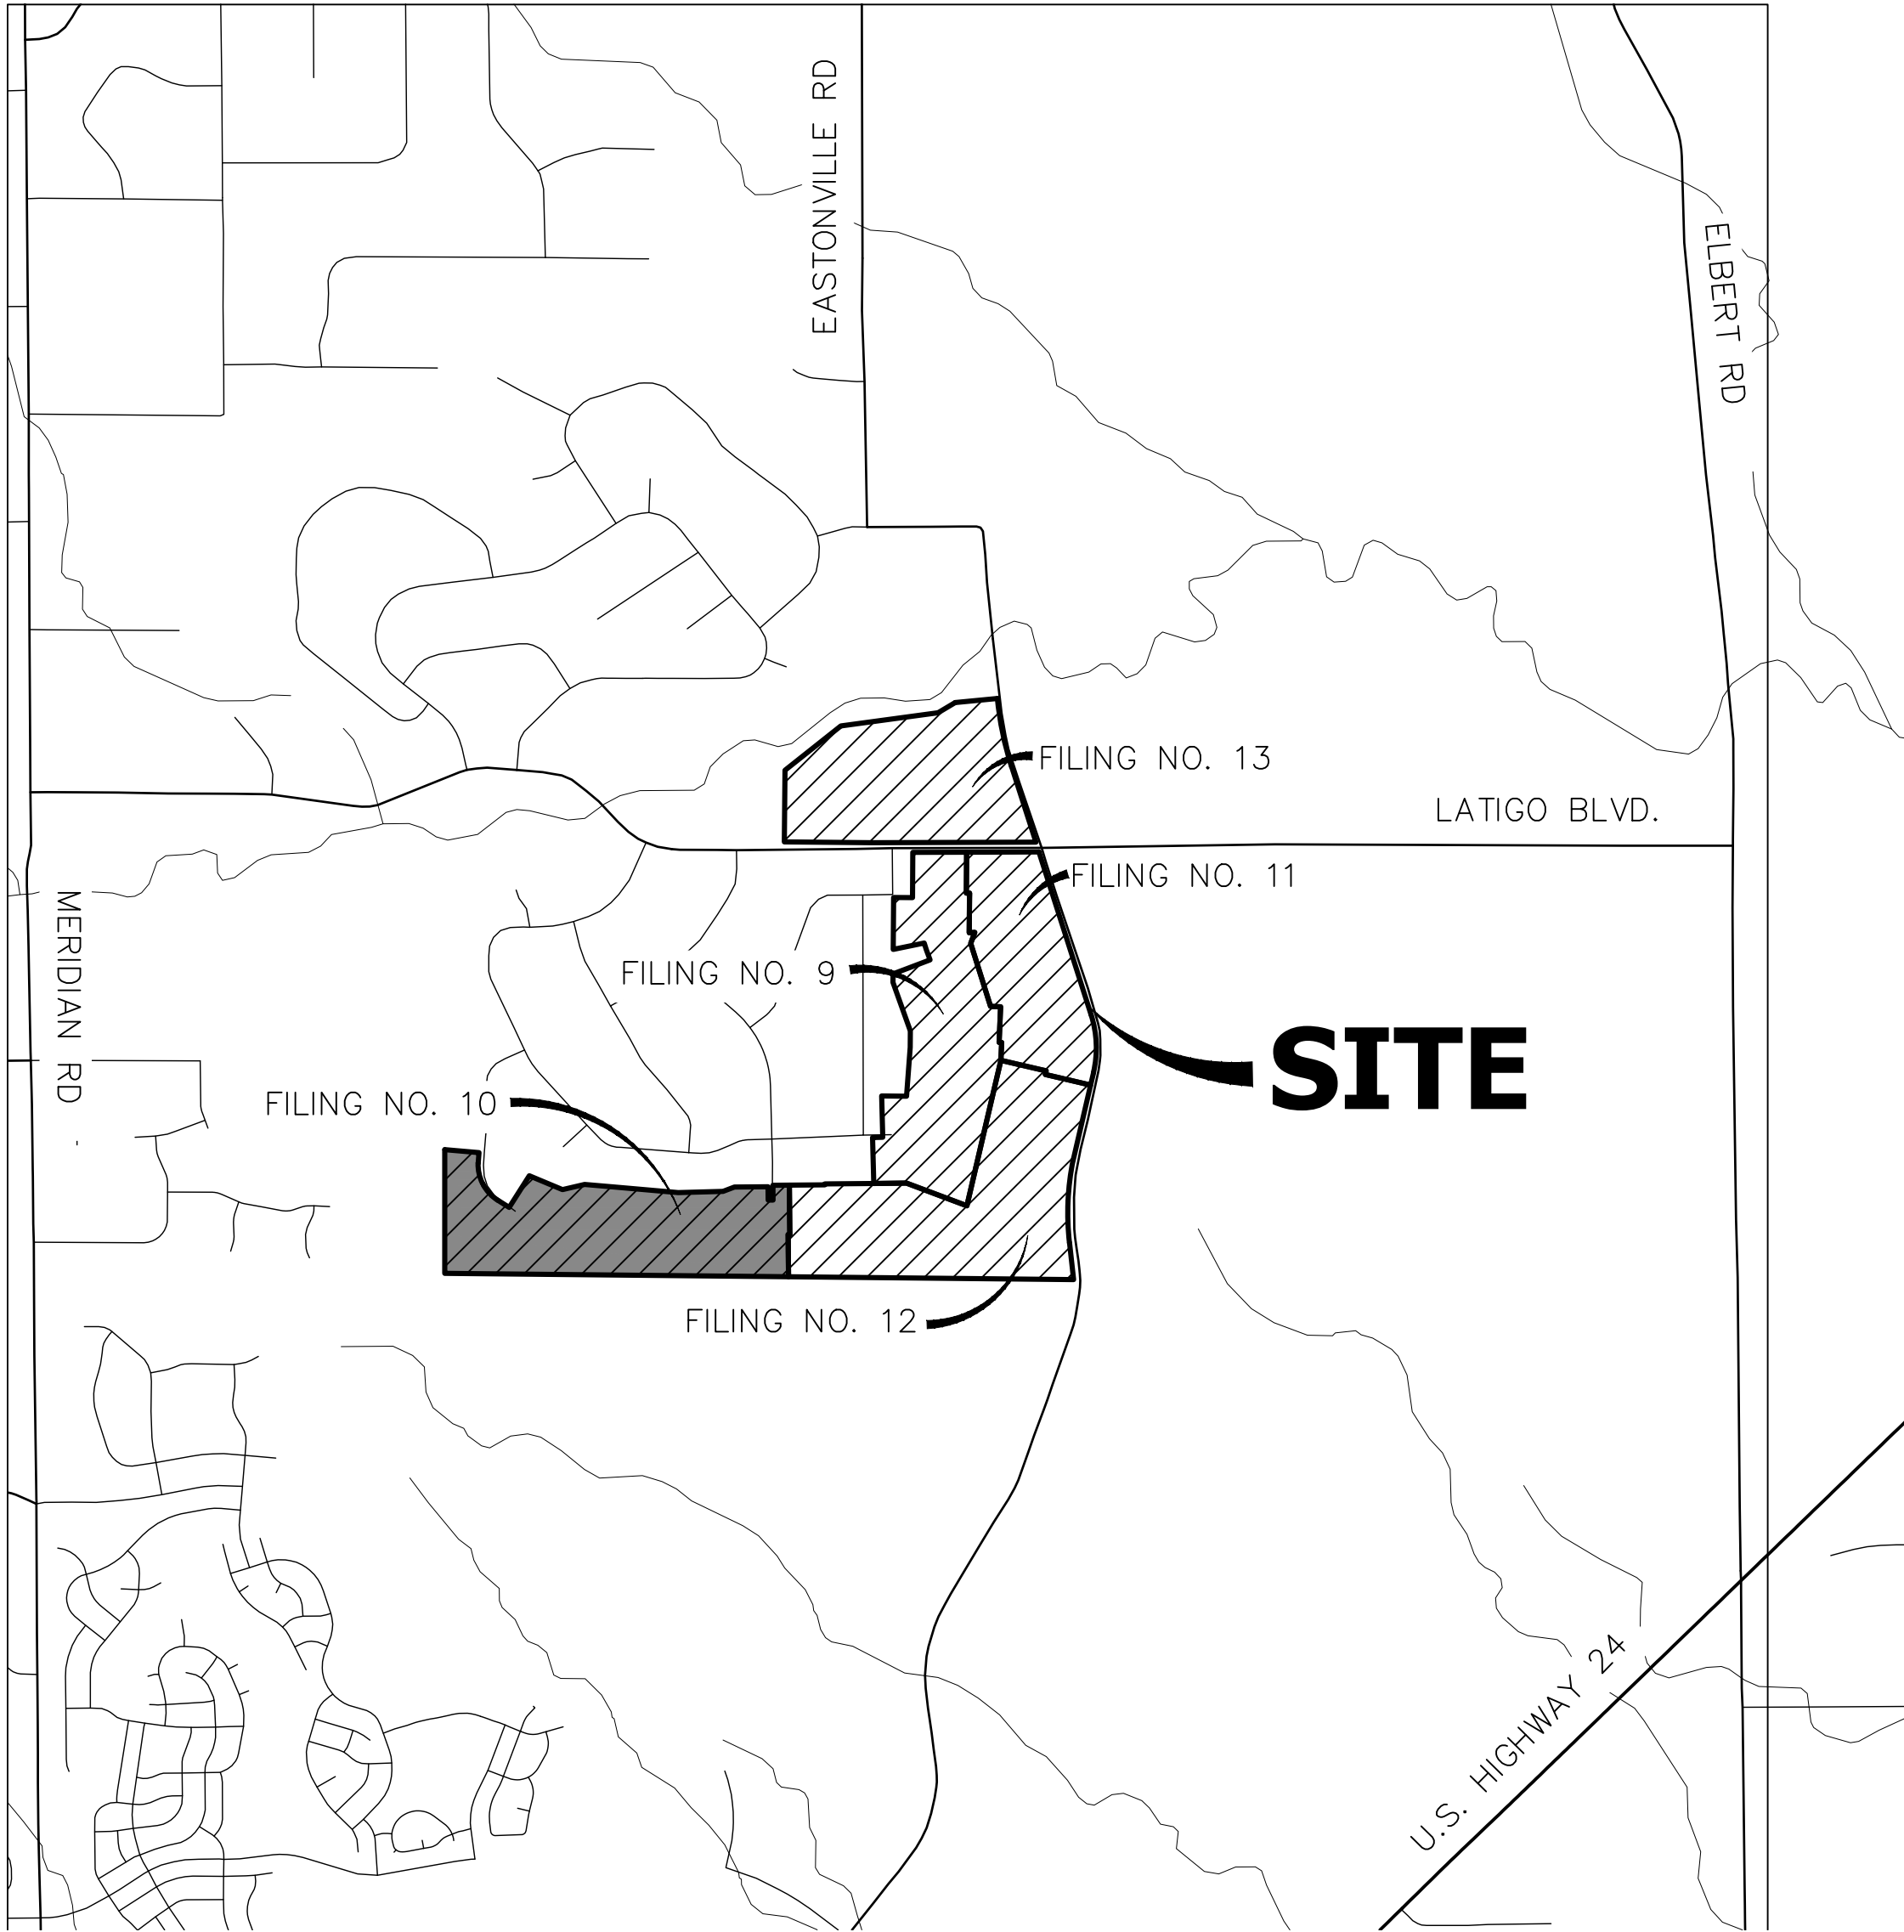 EASTONVILLE RD
ELBERT RD
FILING NO. 13
LATIGO BLVD.
FILING NO. 11
MERIDIAN RD
FILING NO. 9
SITE
FILING NO. 10
FILING NO. 12
U.S. HIGHWAY 24